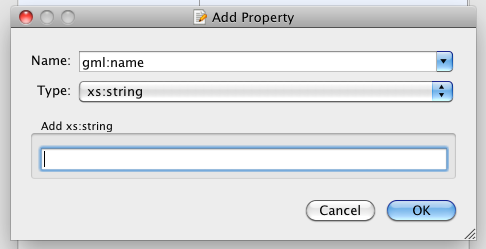 Add Property
Name: gml:name
Type: xs:string
Add xs:string
Cancel OK